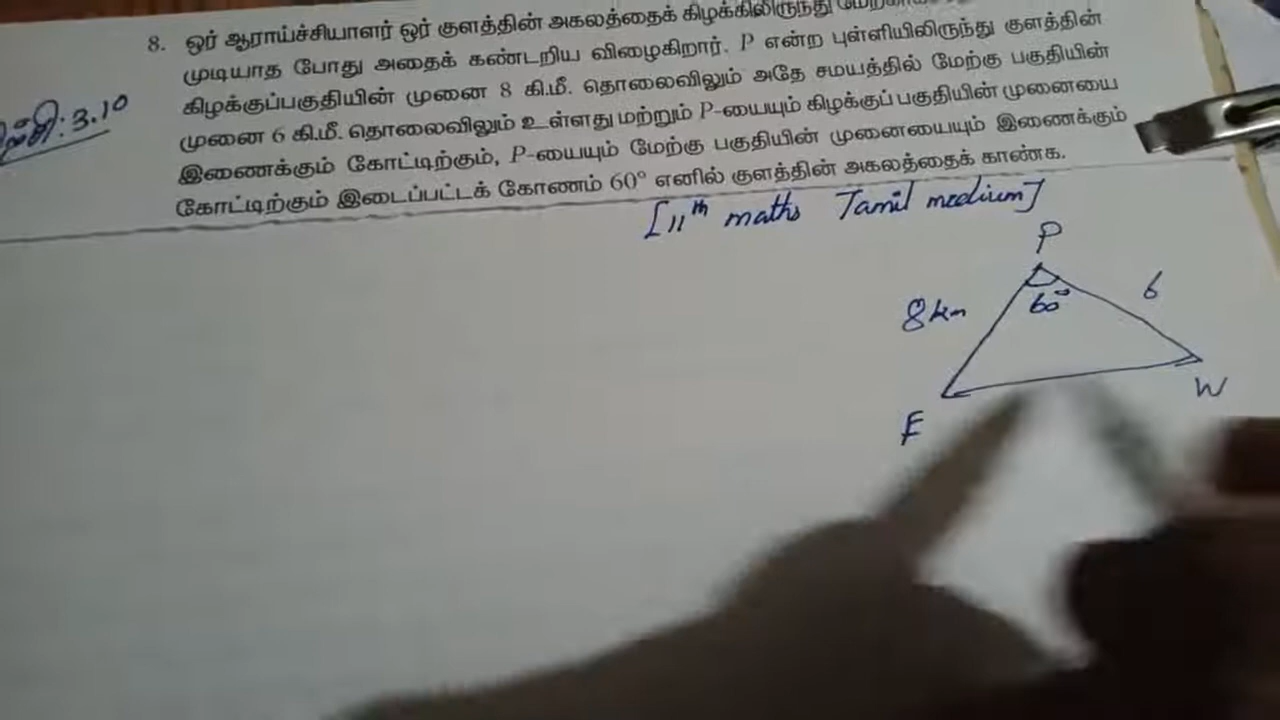 8. ஓர் ஆராய்ச்சியாளர் ஓர் குளத்தின் அகலத்தைக் கிழக்கிலிருந்து
முடியாத போது அதைக் கண்டறிய விழைகிறார். P என்ற புள்ளியிலிருந்து குளத்தின்
கிழக்குப்பகுதியின் முனை 8 கி.மீ. தொலைவிலும் அதே சமயத்தில் மேற்கு பகுதியின்
முனை 6 கி.மீ. தொலைவிலும் உள்ளது மற்றும் P-யையும் கிழக்குப் பகுதியின் முனையை
இணைக்கும் கோட்டிற்கும், P-யையும் மேற்கு பகுதியின் முனையையும் இணைக்கும்
கோட்டிற்கும் இடைப்பட்டக் கோணம் 60° எனில் குளத்தின் அகலத்தைக் காண்க.
: 3.10
[11th maths Tamil medium]
P
8km 60° 6
E W